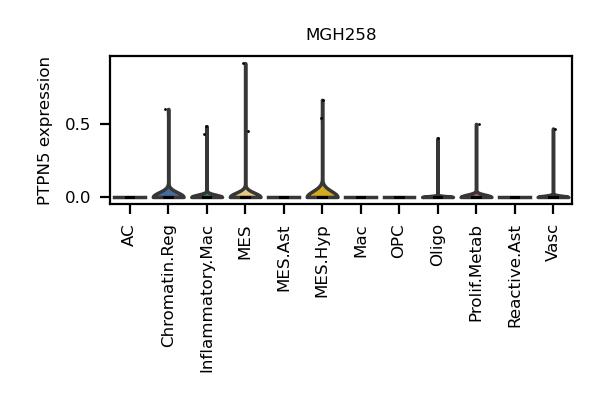 MGH258
PTPN5 expression
0.5
0.0
AC
Chromatin.Reg
Inflammatory.Mac
MES
MES.Ast
MES.Hyp
Mac
OPC
Oligo
Prolif.Metab
Reactive.Ast
Vasc